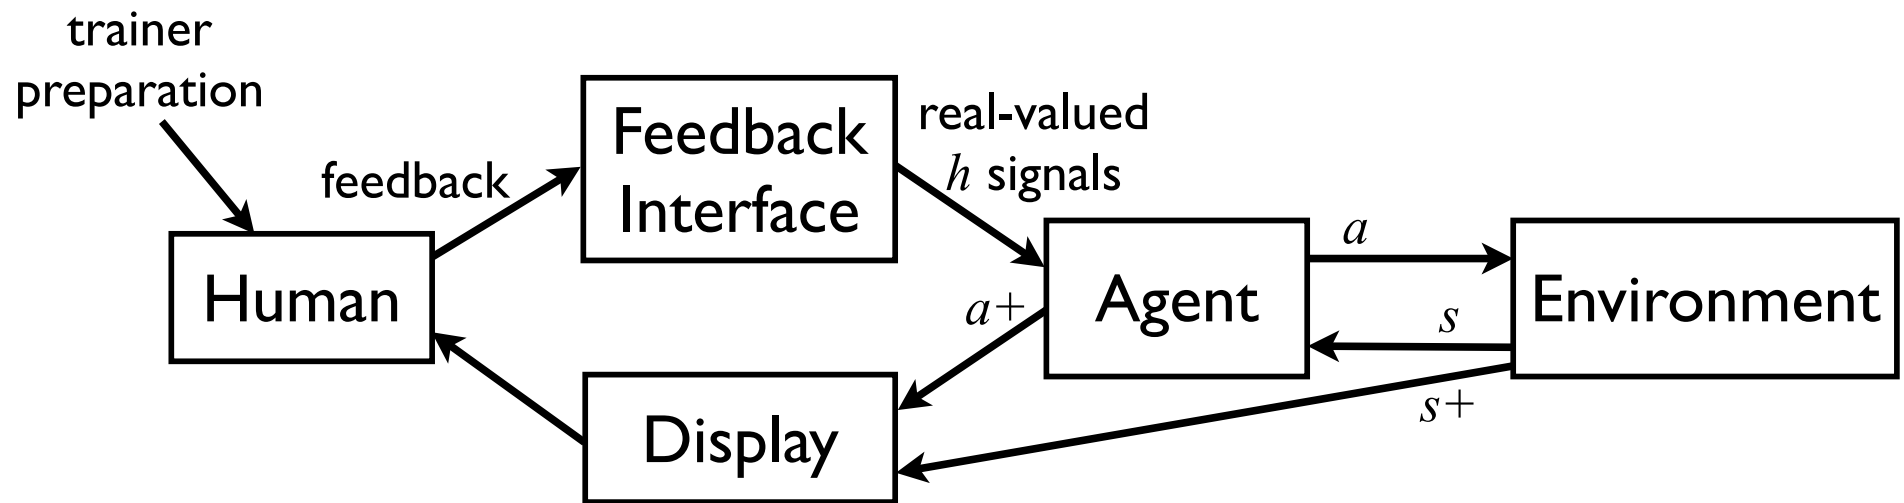 trainer
preparation
feedback
Feedback
Interface
real-valued
h signals
Human
a+
Agent
a
s
s+
Environment
Display